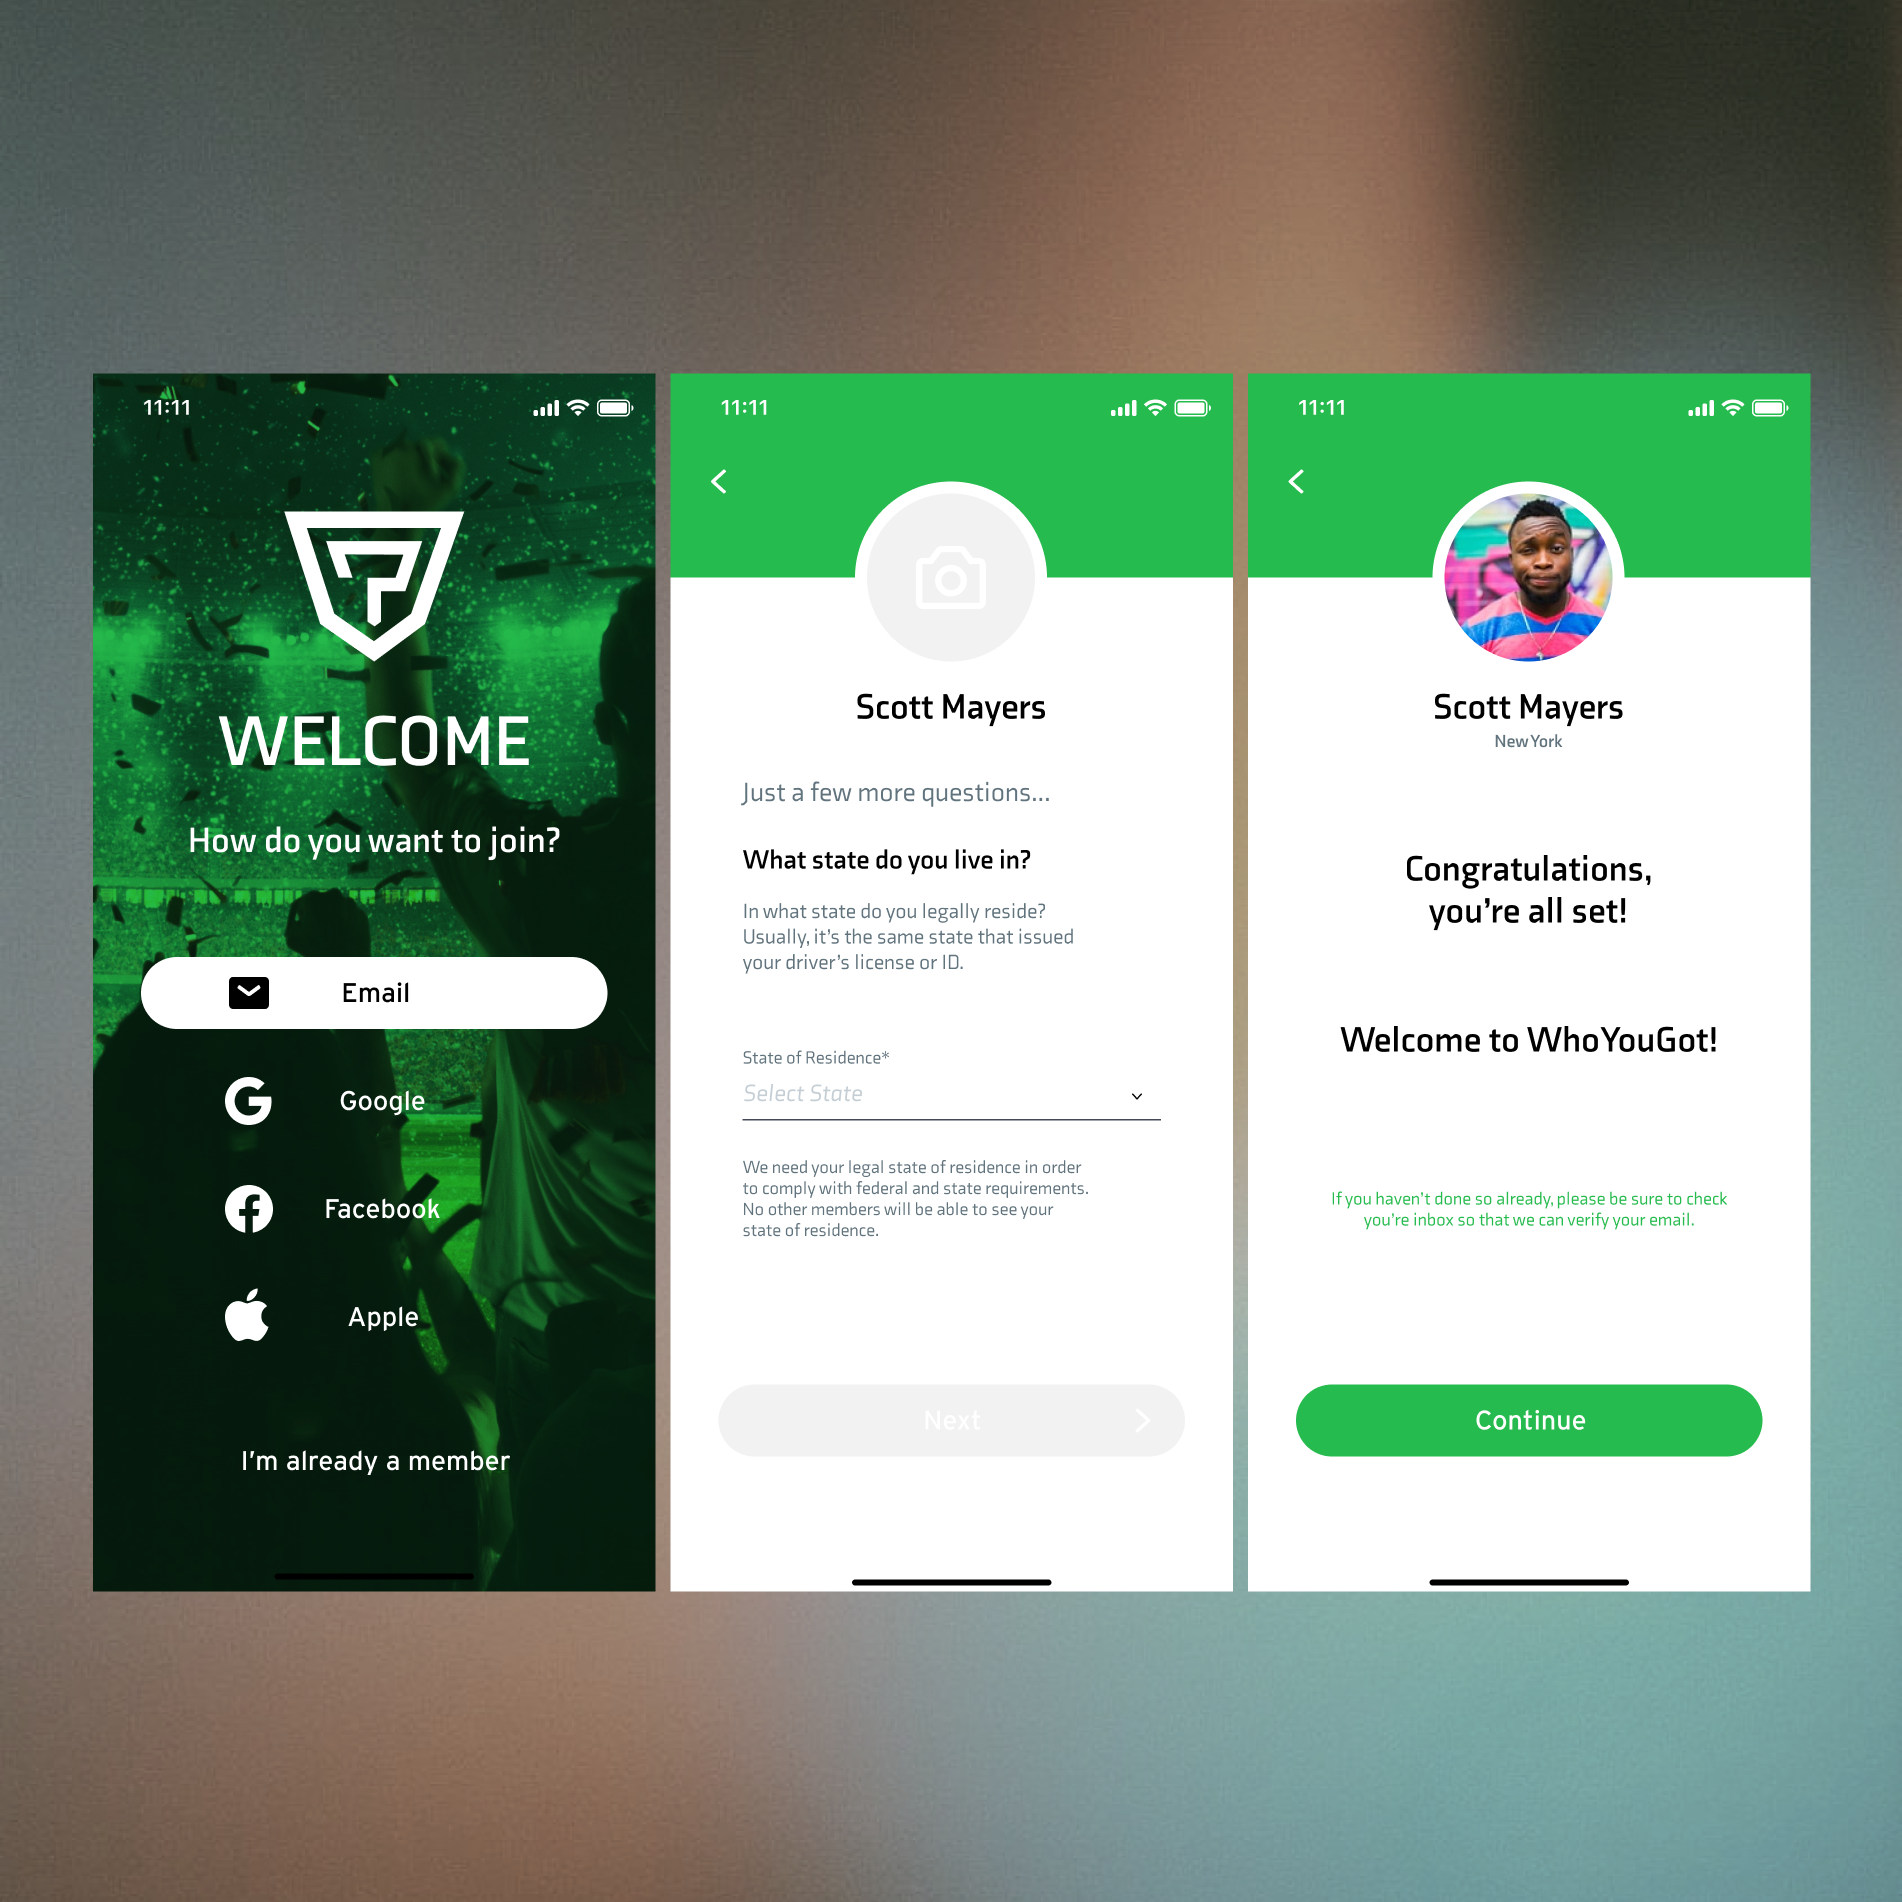 11:11
WELCOME
How do you want to join?
Email
Google
Facebook
Apple
I'm already a member
11:11
Scott Mayers
Just a few more questions...
What state do you live in?
In what state do you legally reside?
Usually, it's the same state that issued
your driver's license or ID.
State of Residence*
Select State
We need your legal state of residence in order
to comply with federal and state requirements.
No other members will be able to see your
state of residence.
Next
11:11
Scott Mayers
New York
Congratulations,
you're all set!
Welcome to WhoYouGot!
If you haven't done so already, please be sure to check
you're inbox so that we can verify your email.
Continue